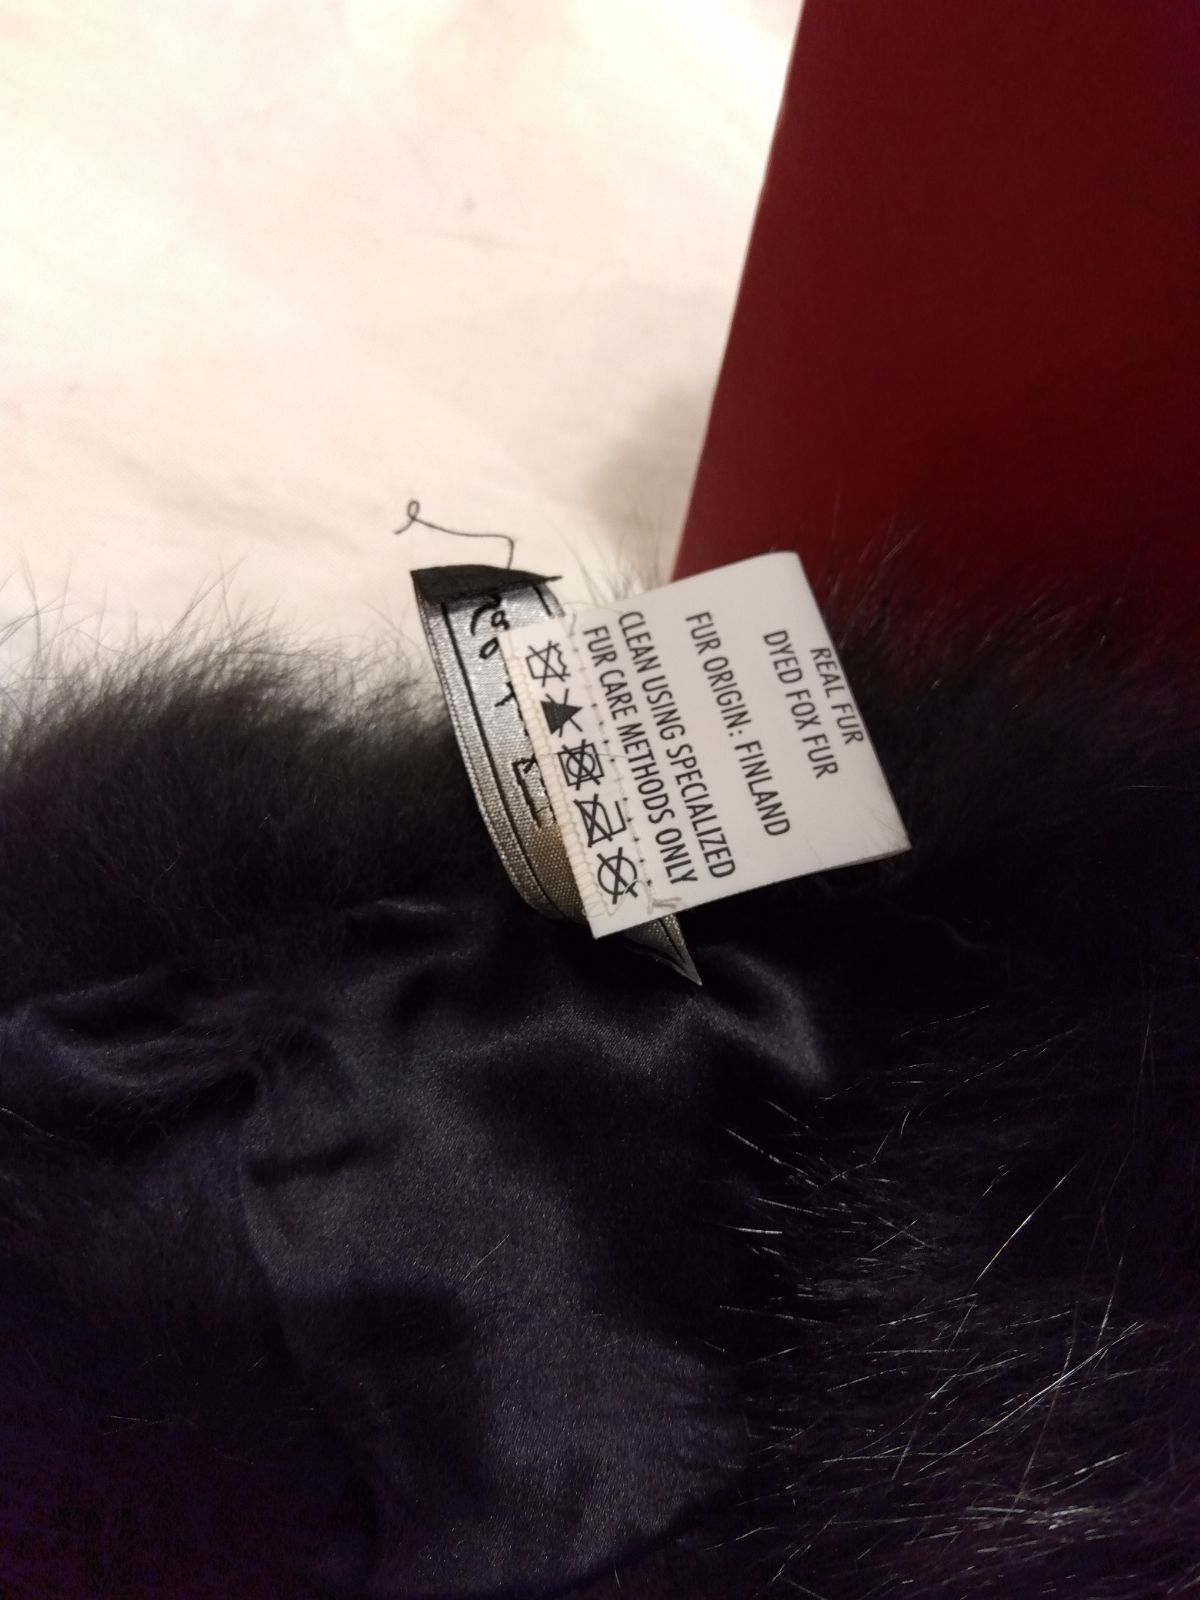 REAL FUR
DYED FOX FUR
FUR ORIGIN: FINLAND
CLEAN USING SPECIALIZED
FUR CARE METHODS ONLY